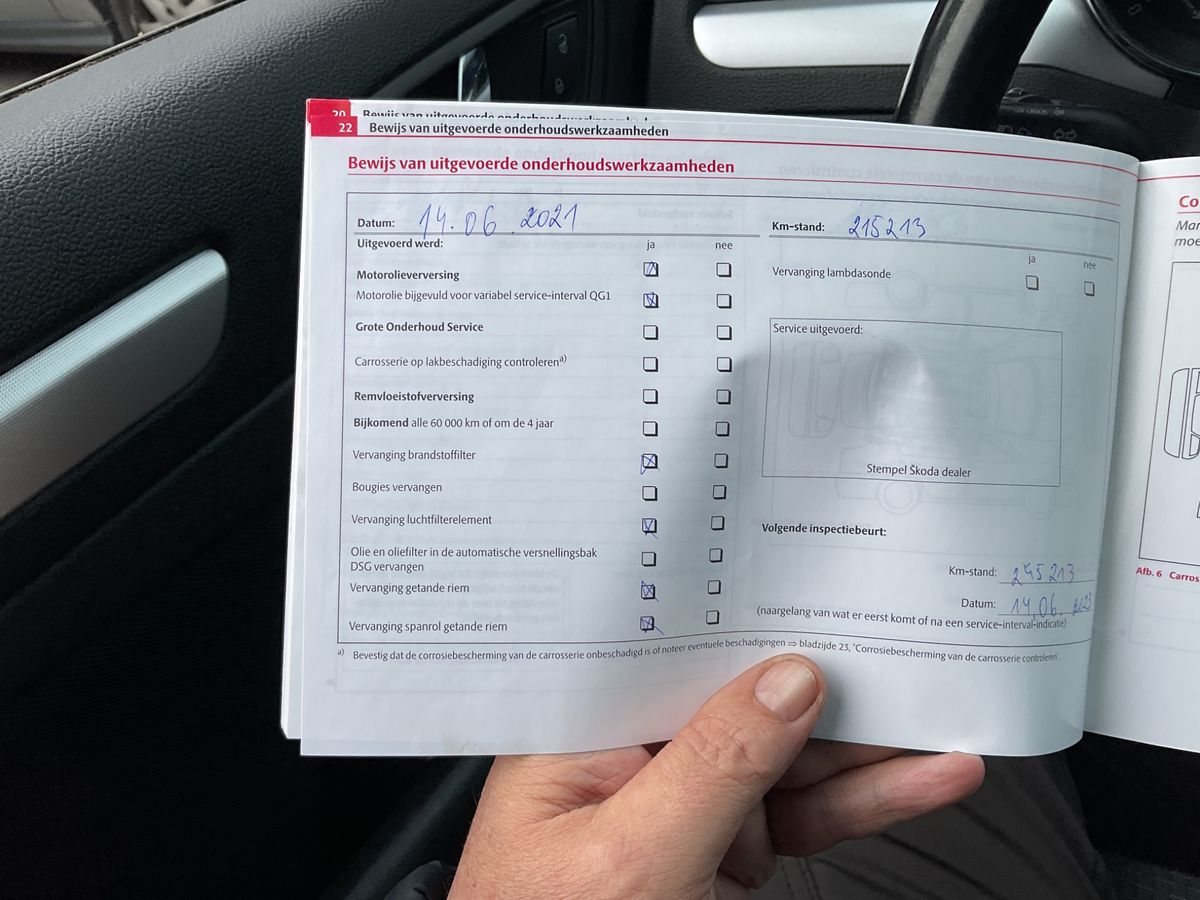 20 Bewijs van uitgevoerde onderhoudswerkzaamheden
22 Bewijs van uitgevoerde onderhoudswerkzaamheden
Bewijs van uitgevoerde onderhoudswerkzaamheden
Datum: 14.06.2021
Uitgevoerd werd: ja nee
Motorolieverversing
Motorolie bijgevuld voor variabel service-interval QG1
Grote Onderhoud Service
Carrosserie op lakbeschadiging controleren a)
Remvloeistofverversing
Bijkomend alle 60 000 km of om de 4 jaar
Vervanging brandstoffilter
Bougies vervangen
Vervanging luchtfilterelement
Olie en oliefilter in de automatische versnellingsbak
DSG vervangen
Vervanging getande riem
Vervanging spanrol getande riem
Km-stand: 215213
ja nee
Vervanging lambdasonde
Service uitgevoerd:
Stempel Škoda dealer
Volgende inspectiebeurt:
Km-stand: 245213
Datum: 14.06.2023
(naargelang van wat er eerst komt of na een service-interval-indicatie)
a) Bevestig dat de corrosiebescherming van de carrosserie onbeschadigd is of noteer eventuele beschadigingen ⇒ bladzijde 23, 'Corrosiebescherming van de carrosserie controleren'.
Co
Mar
moe
Afb. 6 Carros